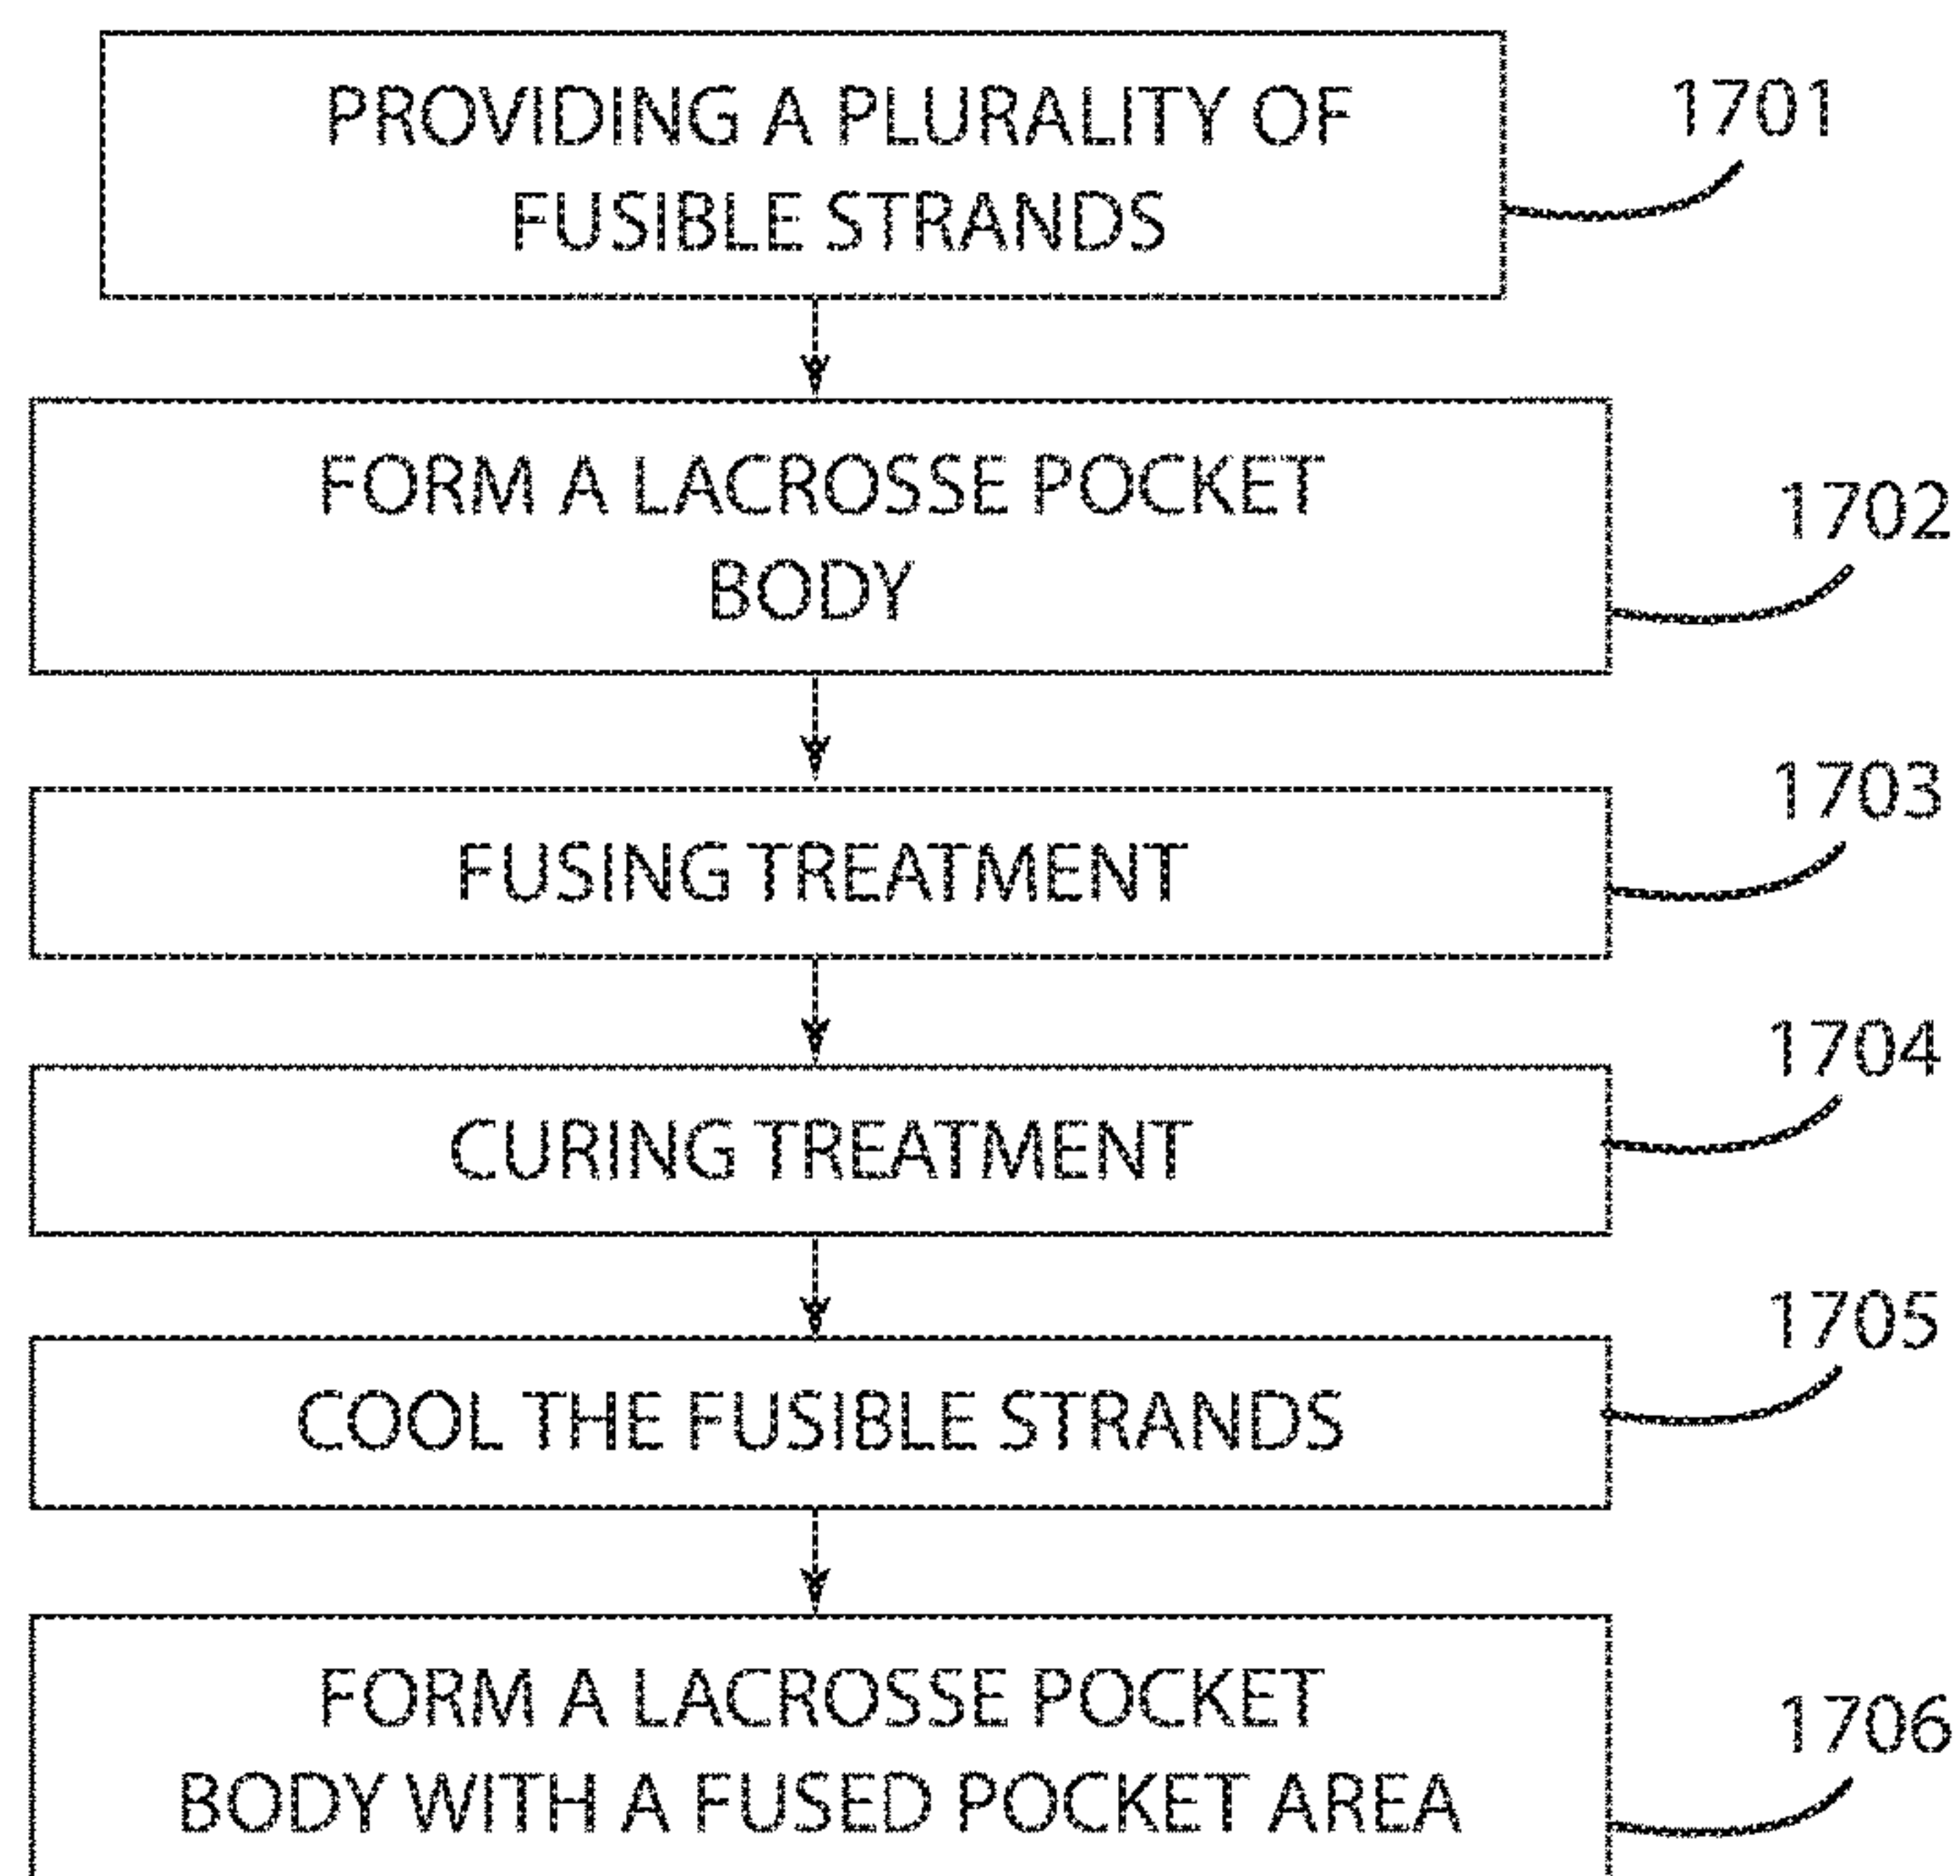 PROVIDING A PLURALITY OF
FUSIBLE STRANDS
1701
FORM A LACROSSE POCKET
BODY
1702
FUSING TREATMENT
1703
CURING TREATMENT
1704
COOL THE FUSIBLE STRANDS
1705
FORM A LACROSSE POCKET
BODY WITH A FUSED POCKET AREA
1706